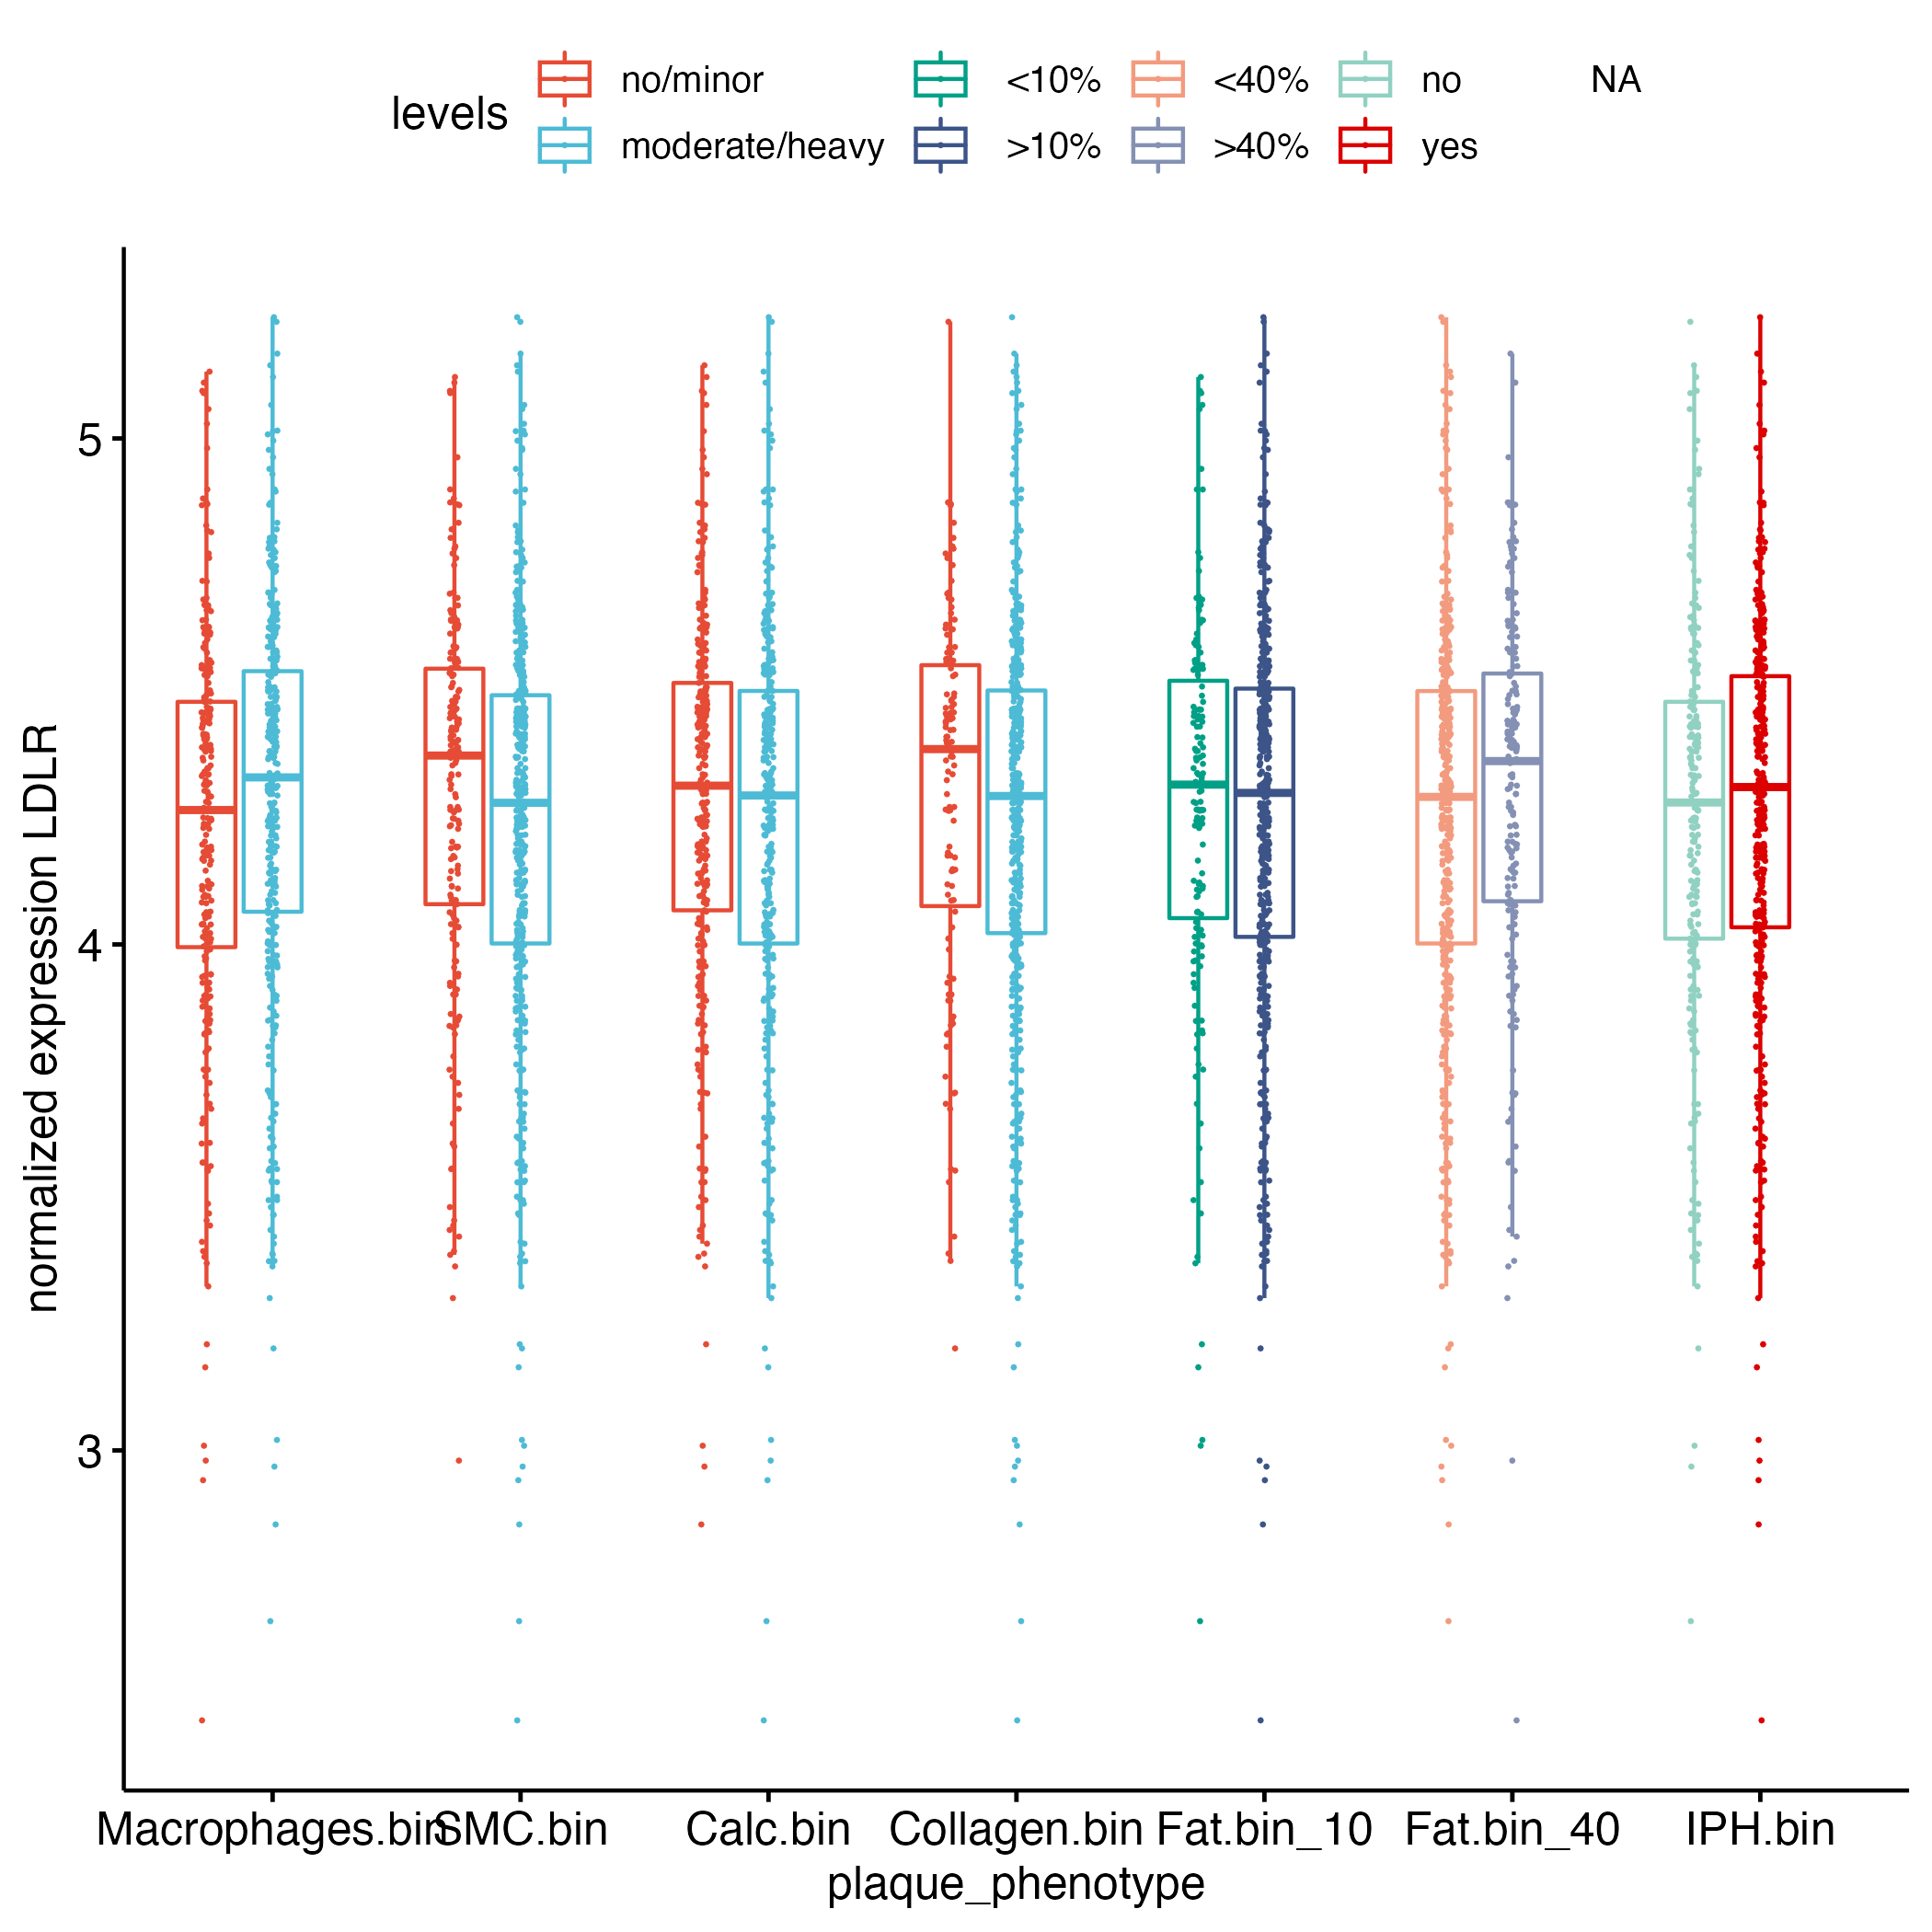 levels
no/minor <10% <40% no NA
moderate/heavy >10% >40% yes
normalized expression LDLR
5
4
3
Macrophages.bin SMC.bin Calc.bin Collagen.bin Fat.bin_10 Fat.bin_40 IPH.bin
plaque_phenotype